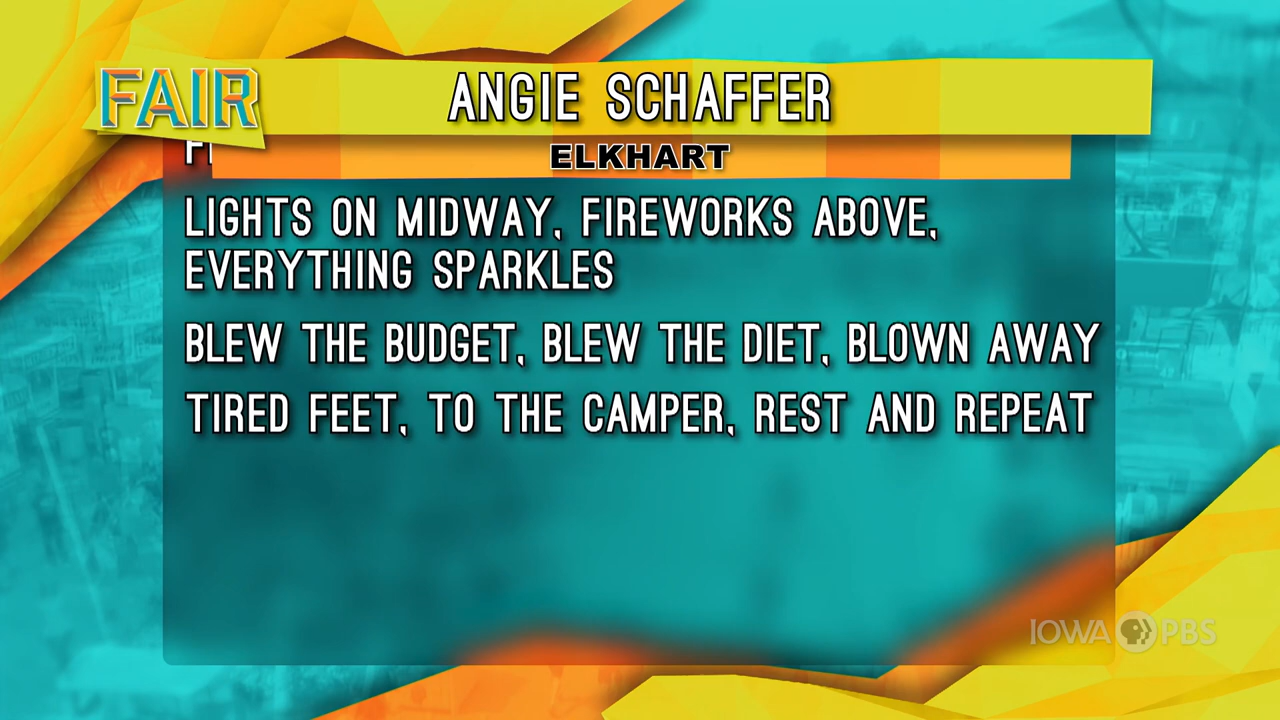 FAIR
ANGIE SCHAFFER
ELKHART
LIGHTS ON MIDWAY, FIREWORKS ABOVE,
EVERYTHING SPARKLES
BLEW THE BUDGET, BLEW THE DIET, BLOWN AWAY
TIRED FEET, TO THE CAMPER, REST AND REPEAT
IOWA PBS